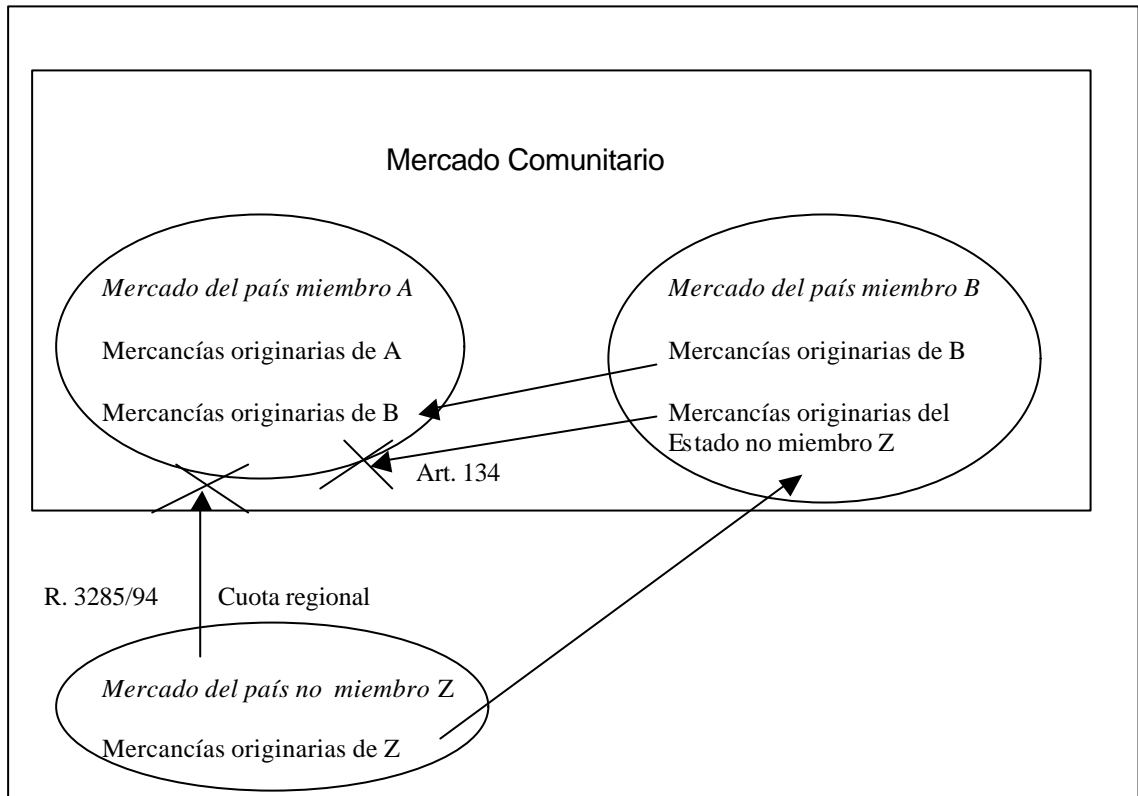 Mercado Comunitario
Mercado del país miembro A
Mercancías originarias de A
Mercancías originarias de B
Mercado del país miembro B
Mercancías originarias de B
Mercancías originarias del
Estado no miembro Z
Art. 134
R. 3285/94
Cuota regional
Mercado del país no miembro Z
Mercancías originarias de Z